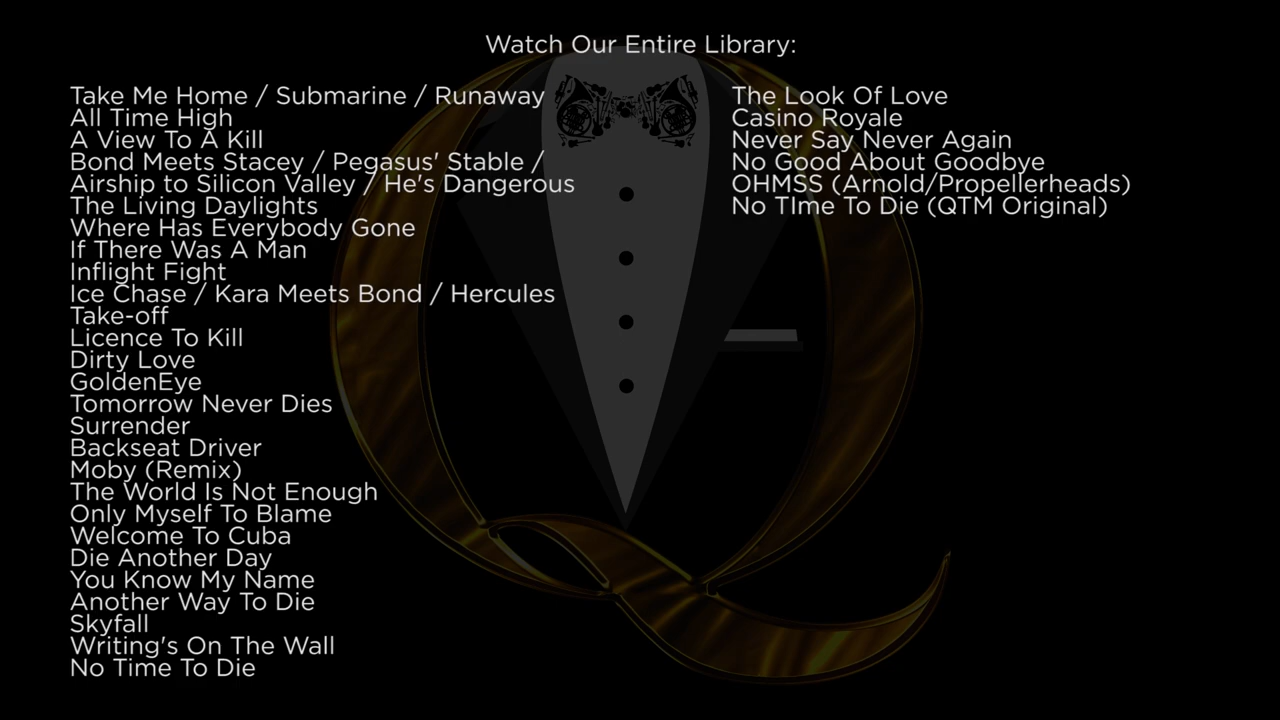 Watch Our Entire Library:
Take Me Home / Submarine / Runaway
All Time High
A View To A Kill
Bond Meets Stacey / Pegasus' Stable /
Airship to Silicon Valley / He's Dangerous
The Living Daylights
Where Has Everybody Gone
If There Was A Man
Inflight Fight
Ice Chase / Kara Meets Bond / Hercules
Take-off
Licence To Kill
Dirty Love
GoldenEye
Tomorrow Never Dies
Surrender
Backseat Driver
Moby (Remix)
The World Is Not Enough
Only Myself To Blame
Welcome To Cuba
Die Another Day
You Know My Name
Another Way To Die
Skyfall
Writing's On The Wall
No Time To Die
The Look Of Love
Casino Royale
Never Say Never Again
No Good About Goodbye
OHMSS (Arnold/Propellerheads)
No TIme To Die (QTM Original)